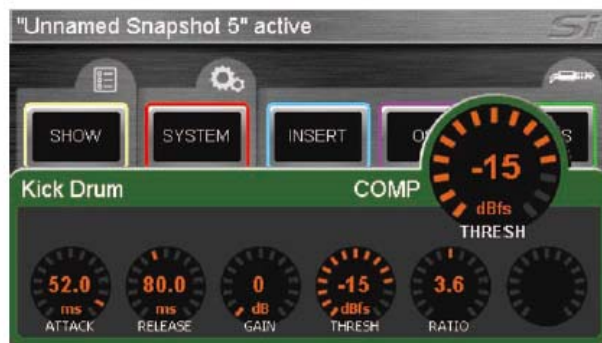 "Unnamed Snapshot 5" active
Si
SHOW
SYSTEM
INSERT
-15
dBfs
THRESH
Kick Drum
COMP
52.0
ms
ATTACK
80.0
ms
RELEASE
0
dB
GAIN
-15
dBfs
THRESH
3.6
RATIO